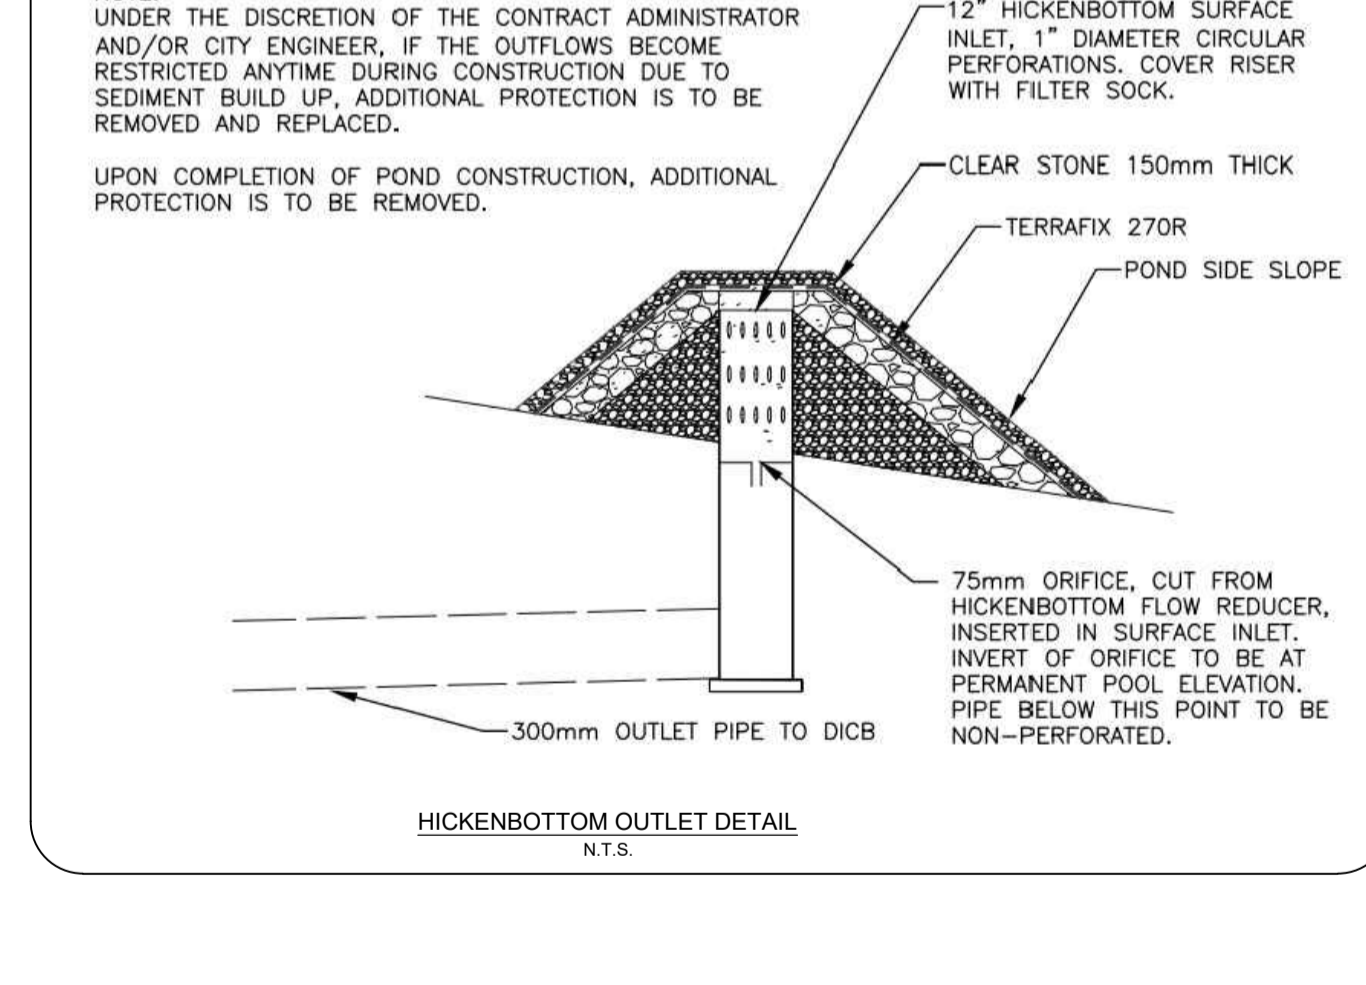 UNDER THE DISCRETION OF THE CONTRACT ADMINISTRATOR
AND/OR CITY ENGINEER, IF THE OUTFLOWS BECOME
RESTRICTED ANYTIME DURING CONSTRUCTION DUE TO
SEDIMENT BUILD UP, ADDITIONAL PROTECTION IS TO BE
REMOVED AND REPLACED.
UPON COMPLETION OF POND CONSTRUCTION, ADDITIONAL
PROTECTION IS TO BE REMOVED.
12" HICKENBOTTOM SURFACE
INLET, 1" DIAMETER CIRCULAR
PERFORATIONS. COVER RISER
WITH FILTER SOCK.
CLEAR STONE 150mm THICK
TERRAFIX 270R
POND SIDE SLOPE
75mm ORIFICE, CUT FROM
HICKENBOTTOM FLOW REDUCER,
INSERTED IN SURFACE INLET.
INVERT OF ORIFICE TO BE AT
PERMANENT POOL ELEVATION.
PIPE BELOW THIS POINT TO BE
NON-PERFORATED.
300mm OUTLET PIPE TO DICB
HICKENBOTTOM OUTLET DETAIL
N.T.S.